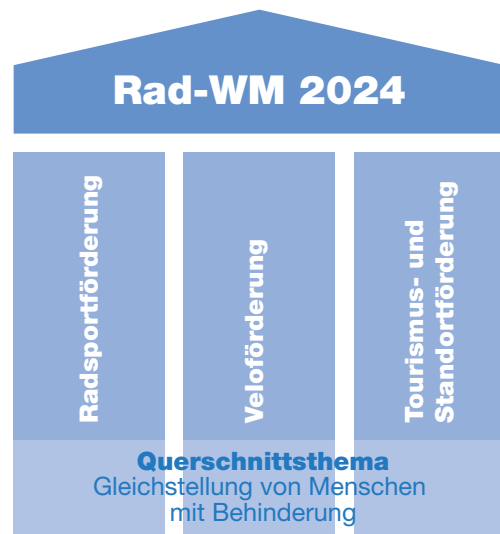 Rad-WM 2024
Radsportförderung
Veloförderung
Tourismus- und
Standortförderung
Querschnittsthema
Gleichstellung von Menschen
mit Behinderung